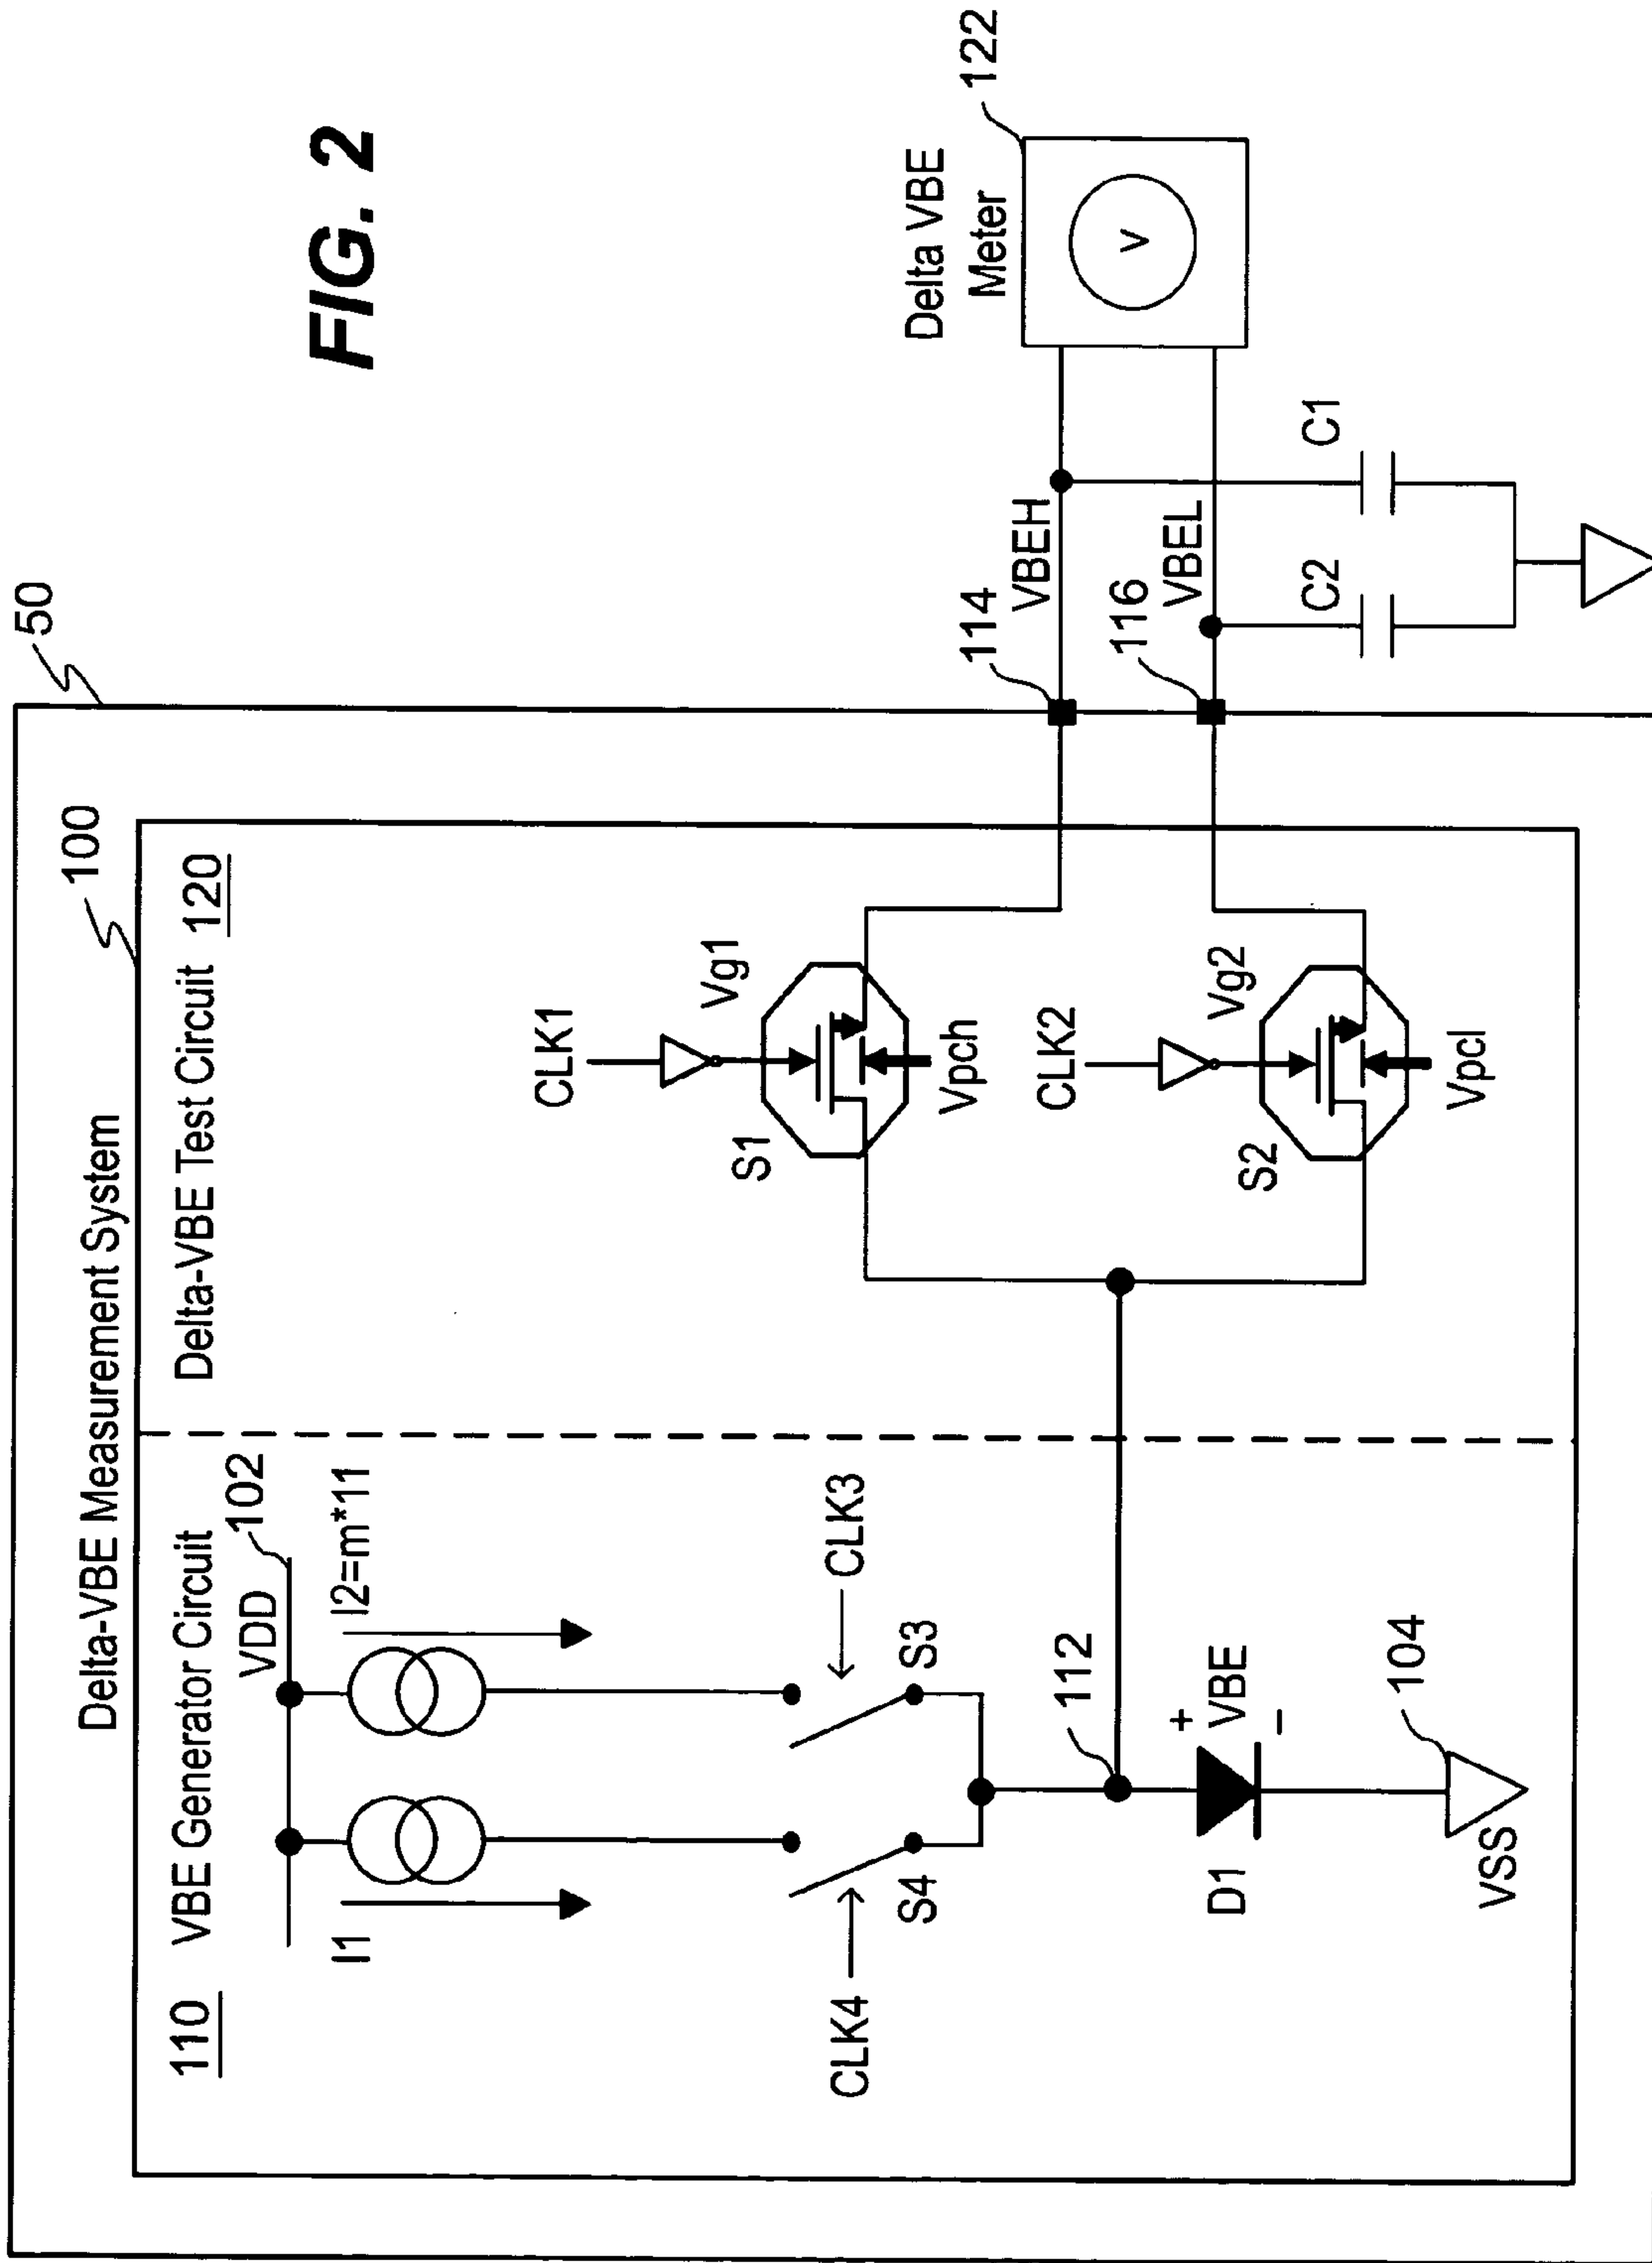 FIG. 2
50
Delta-VBE Measurement System
100
110 VBE Generator Circuit
Delta-VBE Test Circuit 120
102
VDD
I1
I2=m*11
CLK4
CLK3
S4
S3
112
D1
+
VBE
−
104
VSS
CLK1
Vg1
S1
Vpch
CLK2
Vg2
S2
Vpcl
114
VBEH
116
VBEL
C2
C1
Delta VBE
Meter
122
V